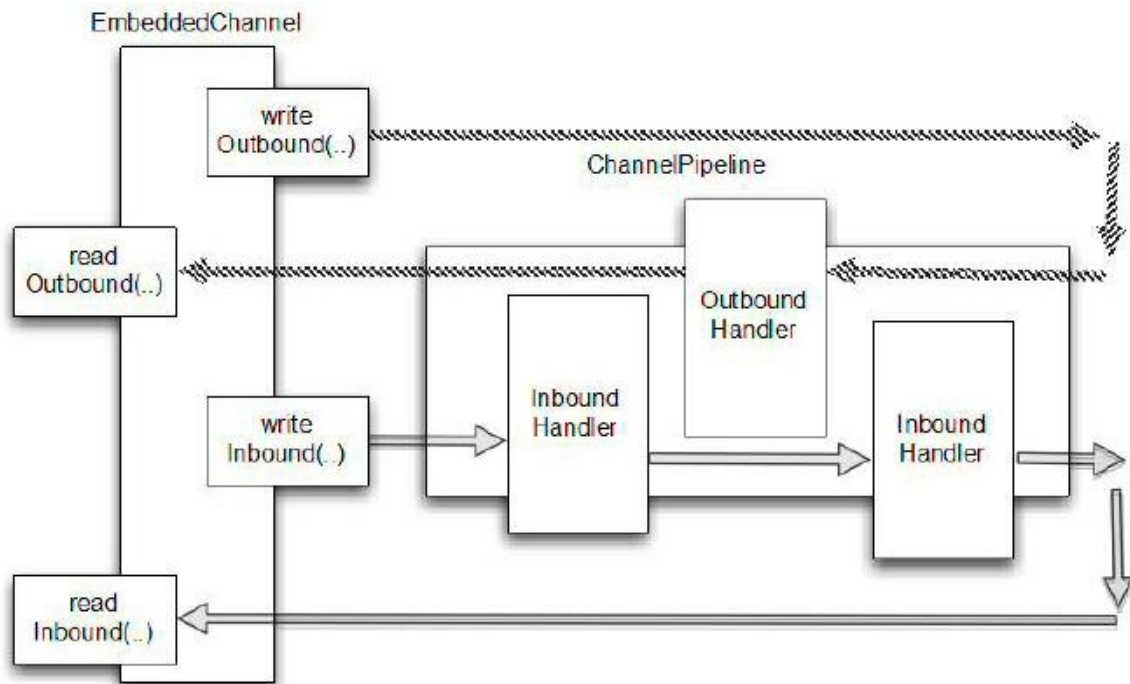 EmbeddedChannel
write
Outbound(..)
ChannelPipeline
read
Outbound(..)
Outbound
Handler
Inbound
Handler
write
Inbound(..)
Inbound
Handler
read
Inbound(..)